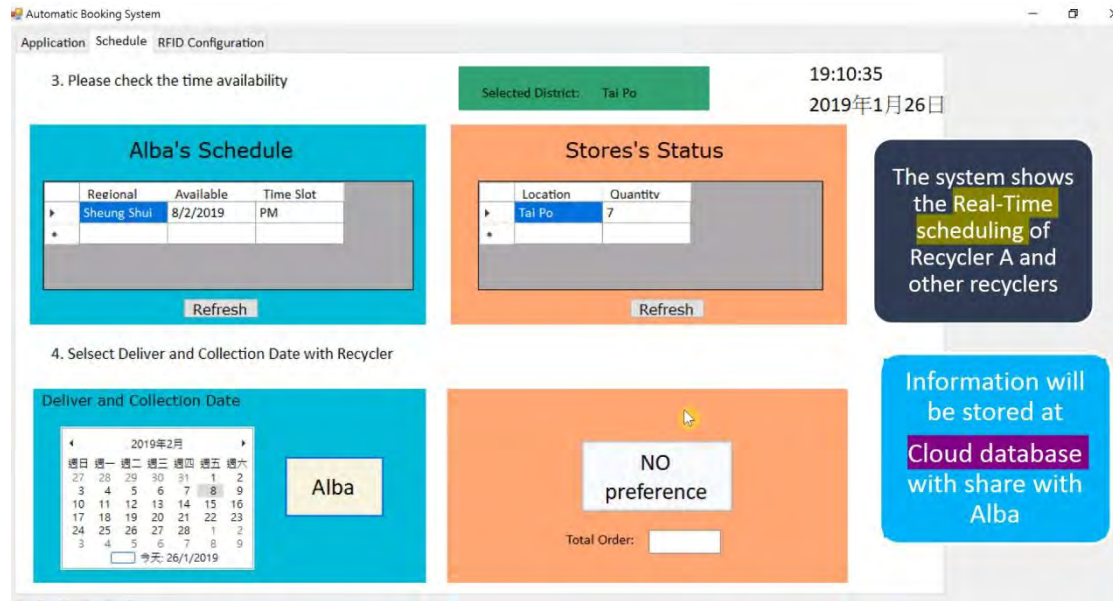 Automatic Booking System
Application Schedule RFID Configuration
3. Please check the time availability
Selected District: Tai Po
19:10:35
2019年1月26日
Alba's Schedule
Regional Available Time Slot
Sheung Shui 8/2/2019 PM
Refresh
Stores's Status
Location Quantity
Tai Po 7
Refresh
The system shows
the Real-Time
scheduling of
Recycler A and
other recyclers
4. Selsect Deliver and Collection Date with Recycler
Deliver and Collection Date
2019年2月
週日 週一 週二 週三 週四 週五 週六
27 28 29 30 31 1 2
3 4 5 6 7 8 9
10 11 12 13 14 15 16
17 18 19 20 21 22 23
24 25 26 27 28 1 2
3 4 5 6 7 8 9
今天: 26/1/2019
Alba
NO
preference
Total Order:
Information will
be stored at
Cloud database
with share with
Alba